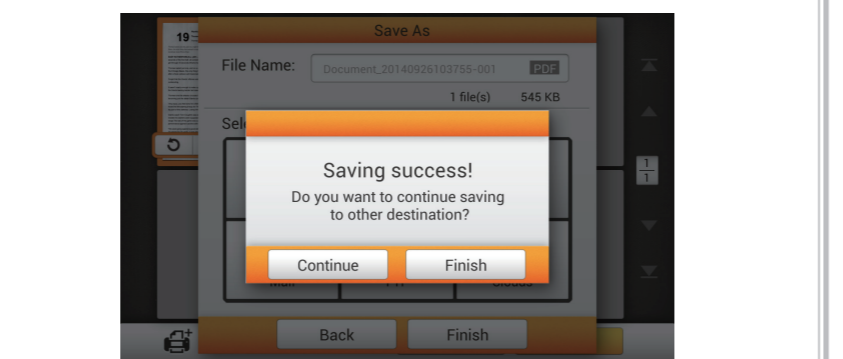 19
Save As
File Name:
Document_20140926103755-001 PDF
1 file(s) 545 KB
Sele
Saving success!
Do you want to continue saving
to other destination?
Continue Finish
Back Finish
1
1